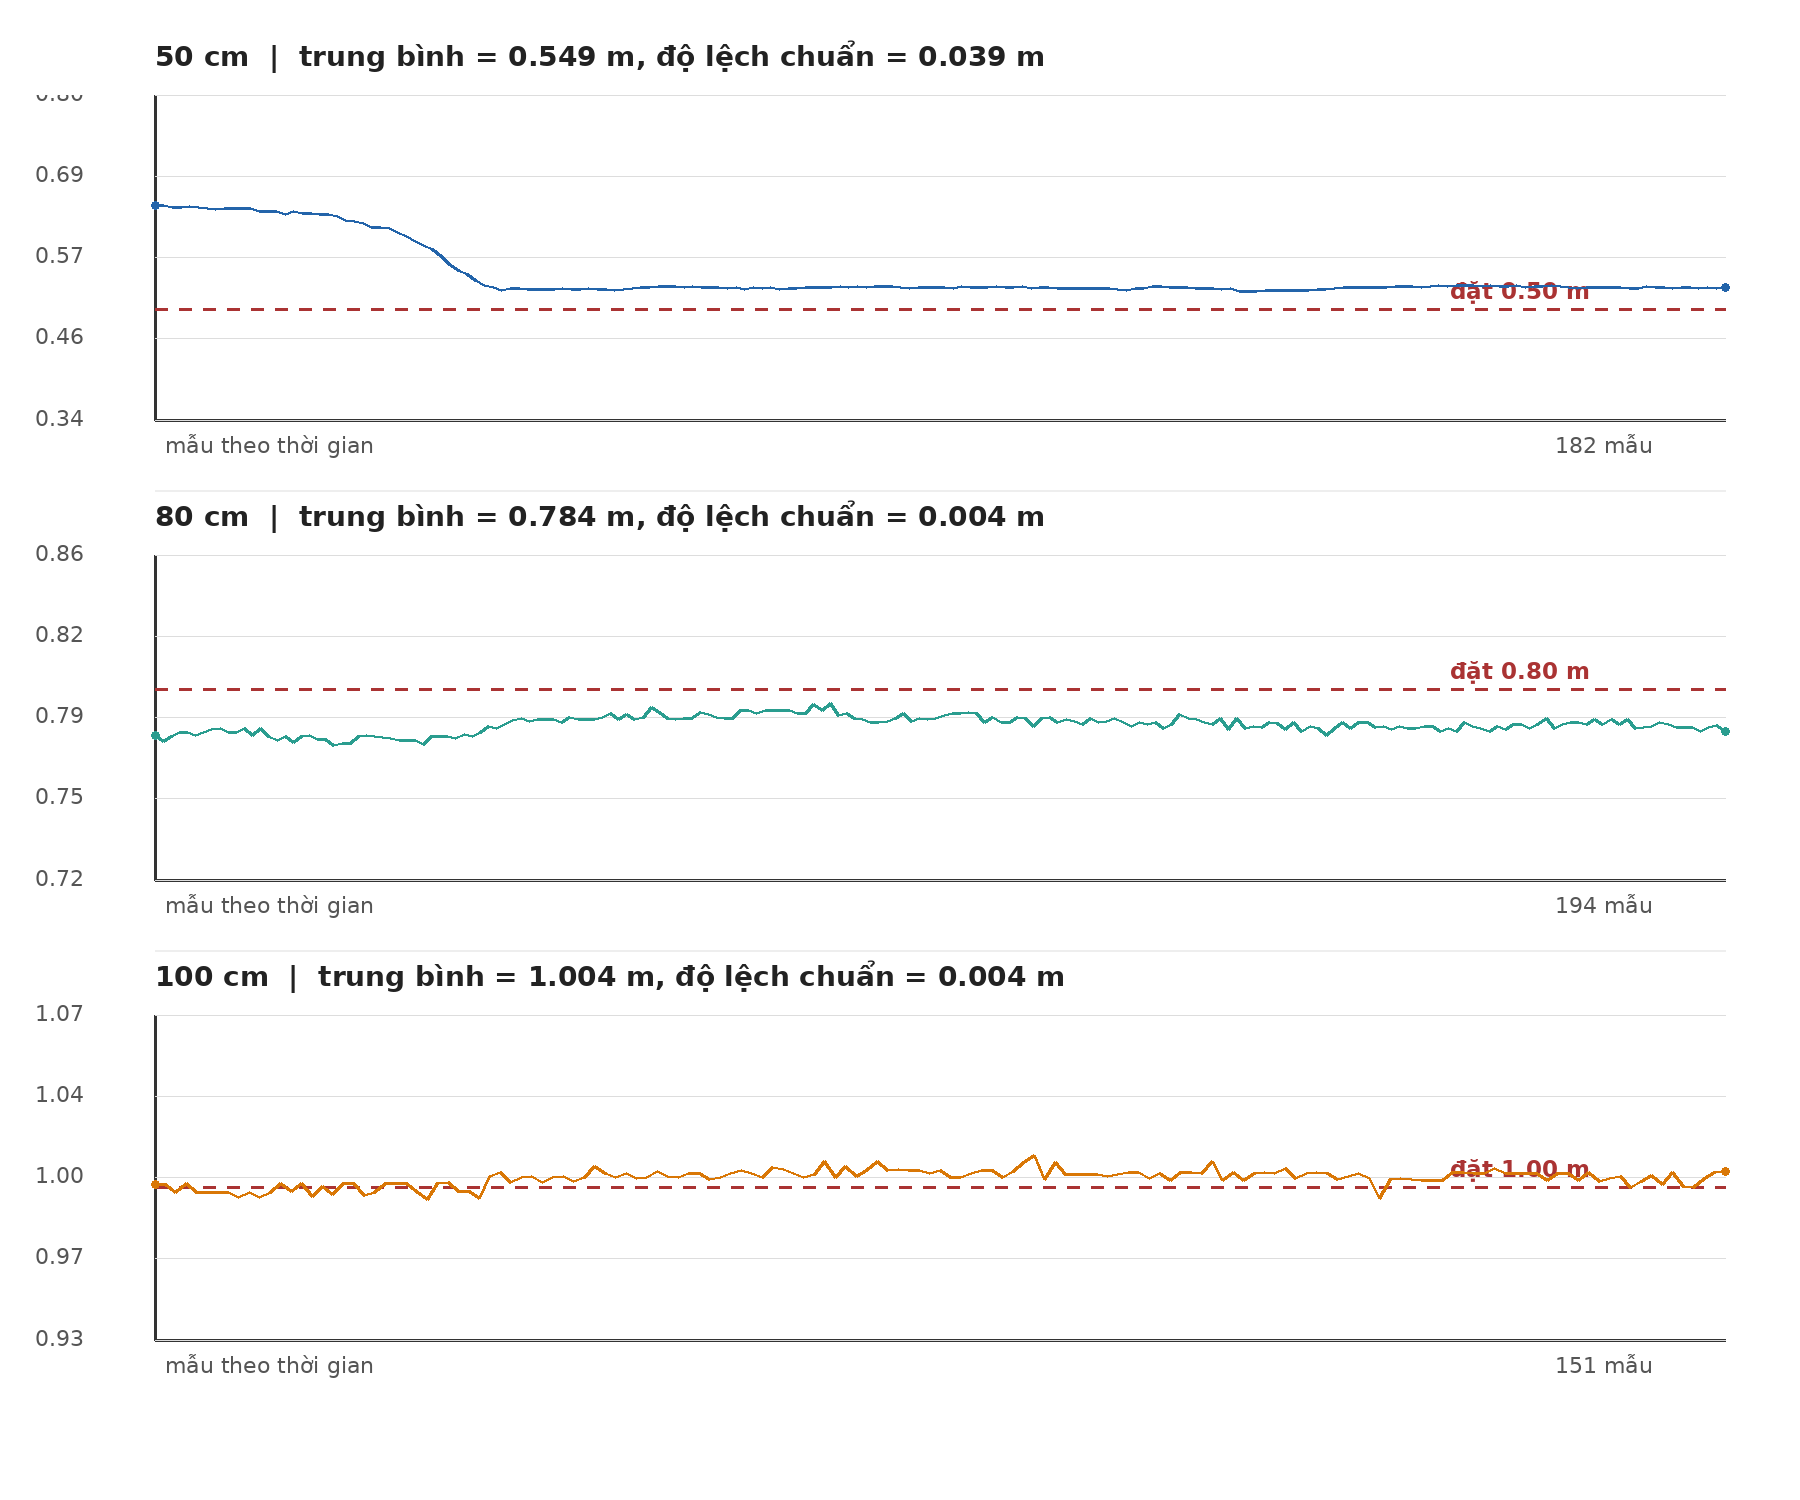 50 cm | trung bình = 0.549 m, độ lệch chuẩn = 0.039 m
0.80
0.69
0.57
đặt 0.50 m
0.46
0.34
mẫu theo thời gian 182 mẫu
80 cm | trung bình = 0.784 m, độ lệch chuẩn = 0.004 m
0.86
0.82
đặt 0.80 m
0.79
0.75
0.72
mẫu theo thời gian 194 mẫu
100 cm | trung bình = 1.004 m, độ lệch chuẩn = 0.004 m
1.07
1.04
đặt 1.00 m
1.00
0.97
0.93
mẫu theo thời gian 151 mẫu